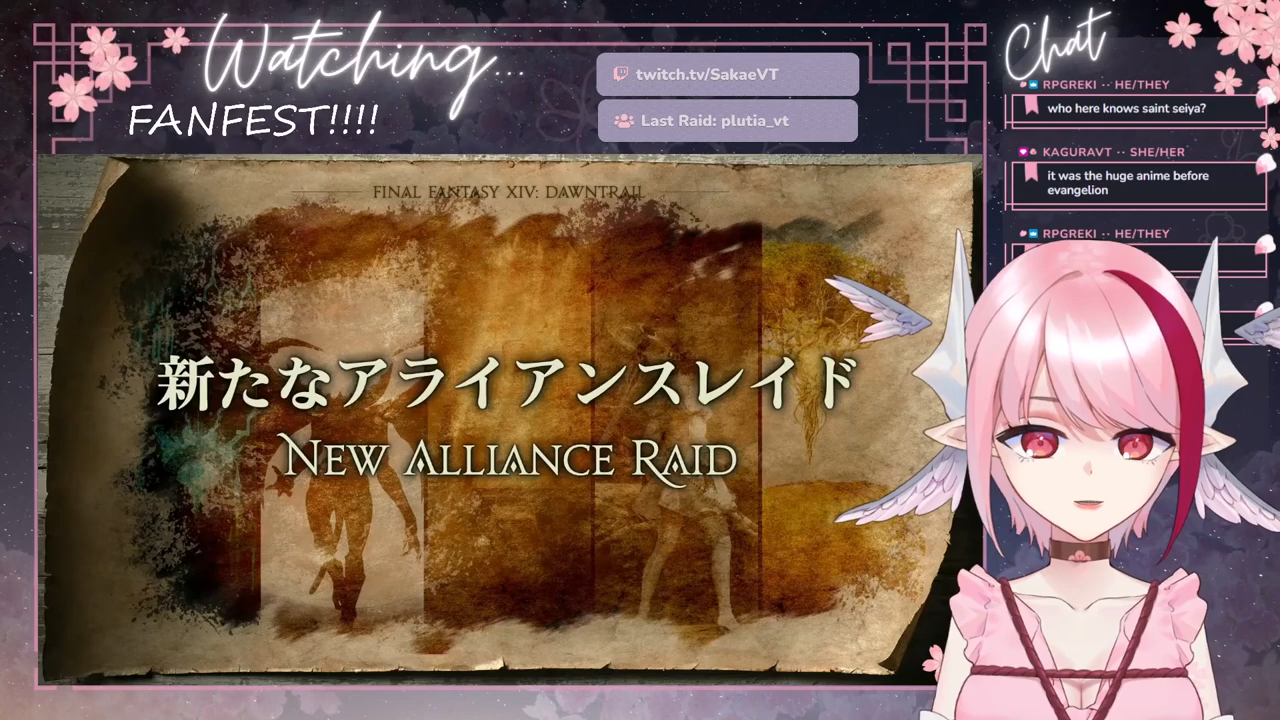 Watching...
FANFEST!!!!
twitch.tv/SakaeVT
Last Raid: plutia_vt
FINAL FANTASY XIV: DAWNTRAIL
新たなアライアンスレイド
NEW ALLIANCE RAID
Chat
RPGREKI ·· HE/THEY
who here knows saint seiya?
KAGURAVT ·· SHE/HER
it was the huge anime before
evangelion
RPGREKI ·· HE/THEY